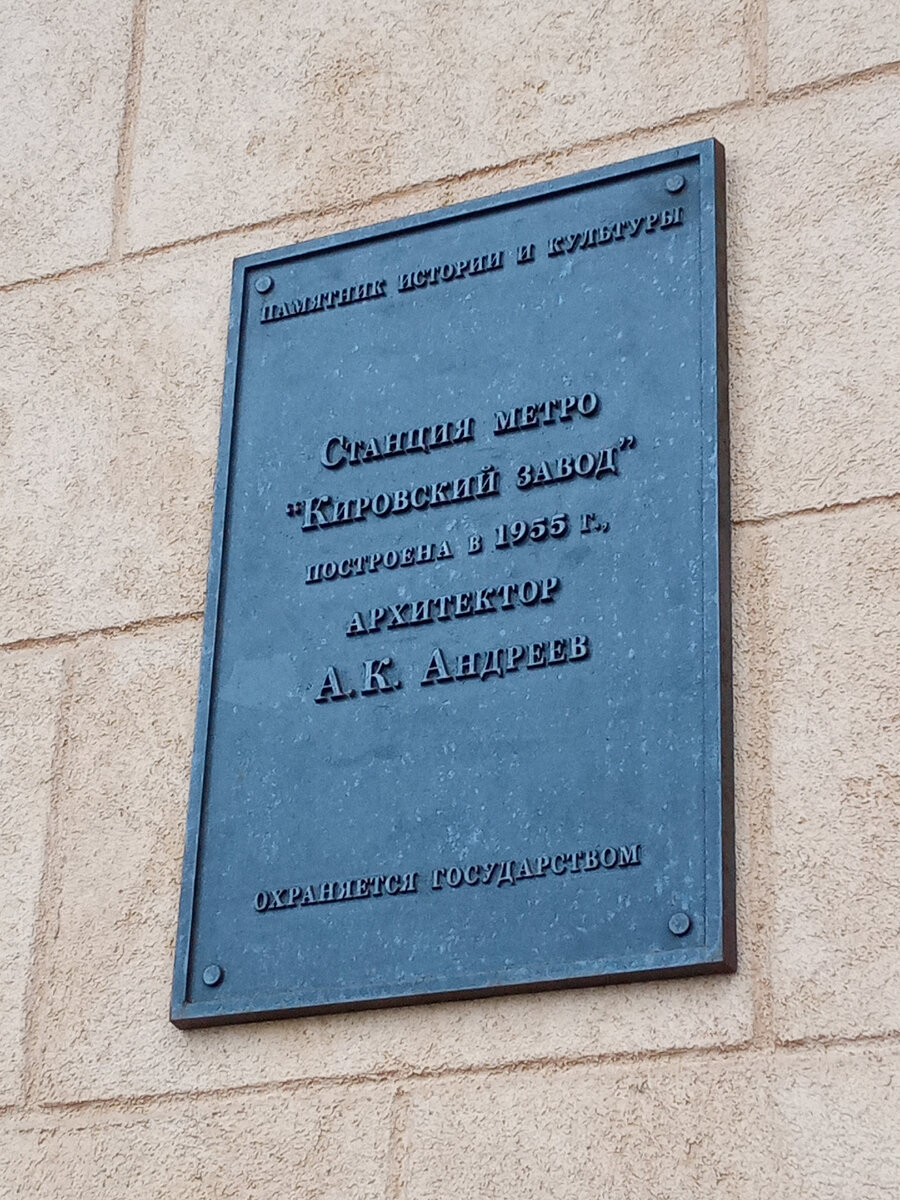 ПАМЯТНИК ИСТОРИИ И КУЛЬТУРЫ
СТАНЦИЯ МЕТРО
"КИРОВСКИЙ ЗАВОД"
ПОСТРОЕНА В 1955 Г.,
АРХИТЕКТОР
А. К. АНДРЕЕВ
ОХРАНЯЕТСЯ ГОСУДАРСТВОМ